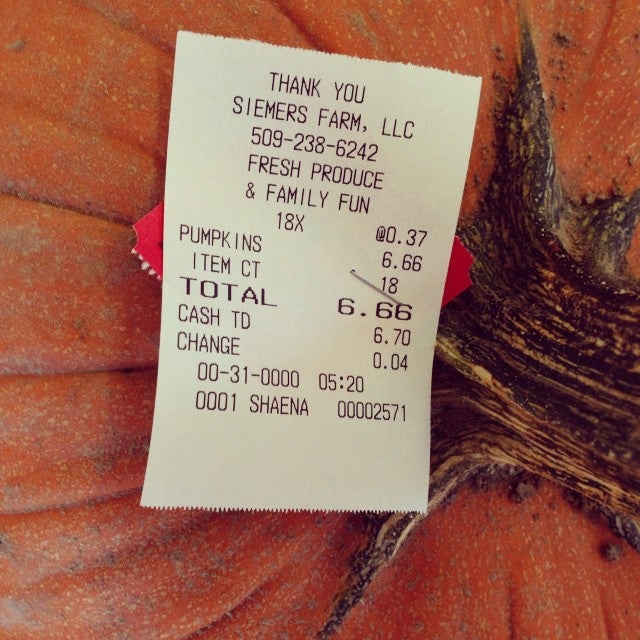 THANK YOU
SIEMERS FARM, LLC
509-238-6242
FRESH PRODUCE
& FAMILY FUN
18X @0.37
PUMPKINS 6.66
ITEM CT 18
TOTAL 6.66
CASH TD 6.70
CHANGE 0.04
00-31-0000 05:20
0001 SHAENA 00002571